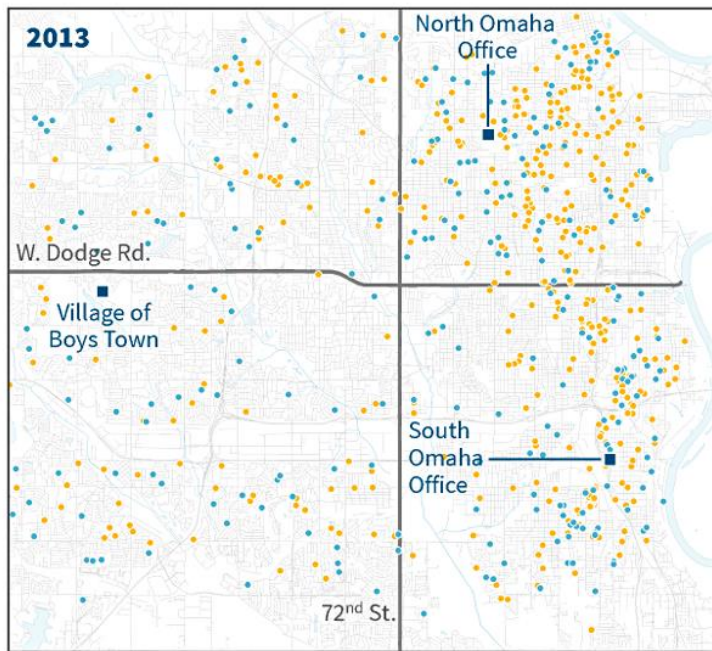 2013
North Omaha
Office
W. Dodge Rd.
Village of
Boys Town
South
Omaha
Office
72nd St.